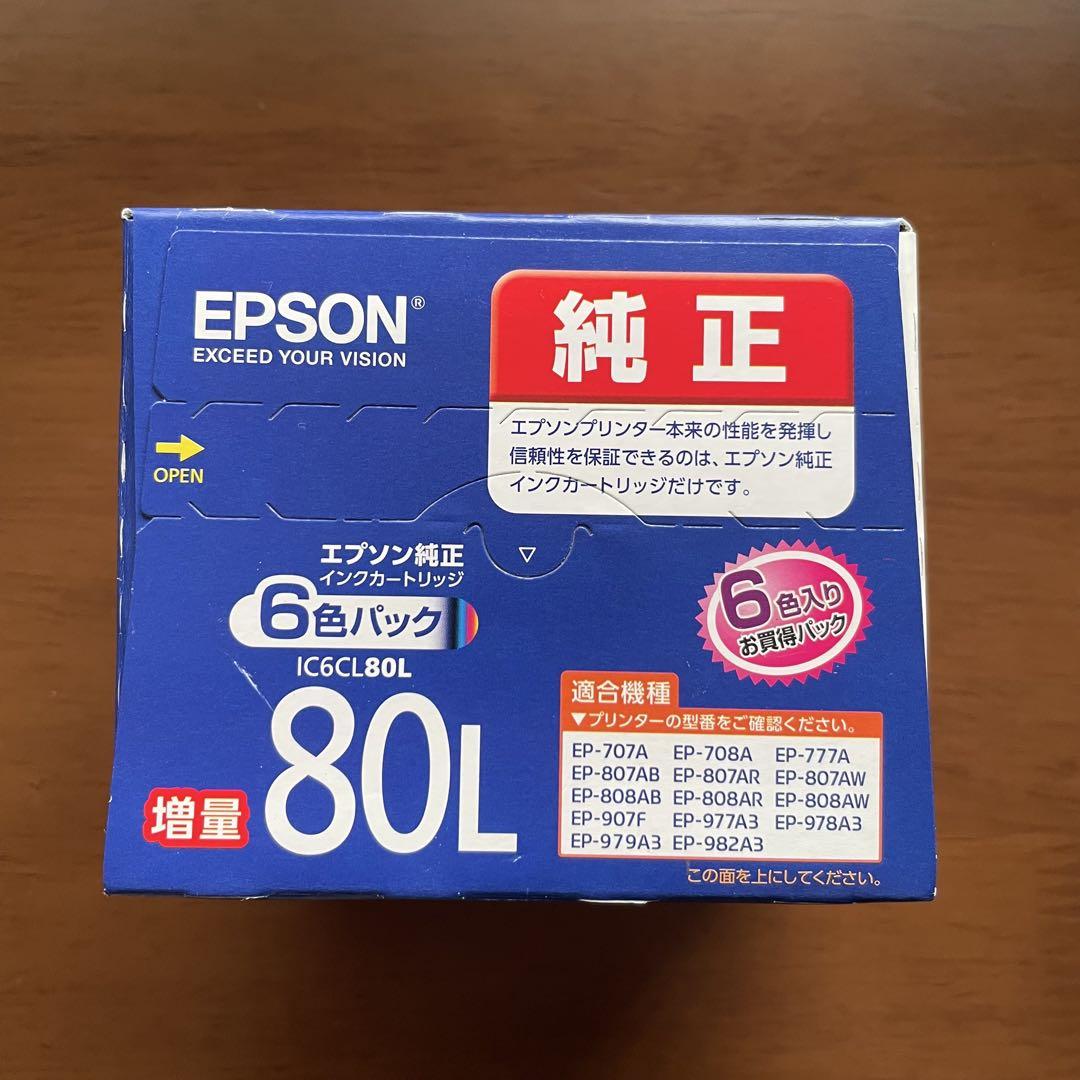 EPSON®
EXCEED YOUR VISION
純正
エプソンプリンター本来の性能を発揮し
信頼性を保証できるのは、エプソン純正
インクカートリッジだけです。
OPEN
エプソン純正
インクカートリッジ
6色パック
IC6CL80L
増量
80L
6色入り
お買得パック
適合機種
▼プリンターの型番をご確認ください。
EP-707A EP-708A EP-777A
EP-807AB EP-807AR EP-807AW
EP-808AB EP-808AR EP-808AW
EP-907F EP-977A3 EP-978A3
EP-979A3 EP-982A3
この面を上にしてください。